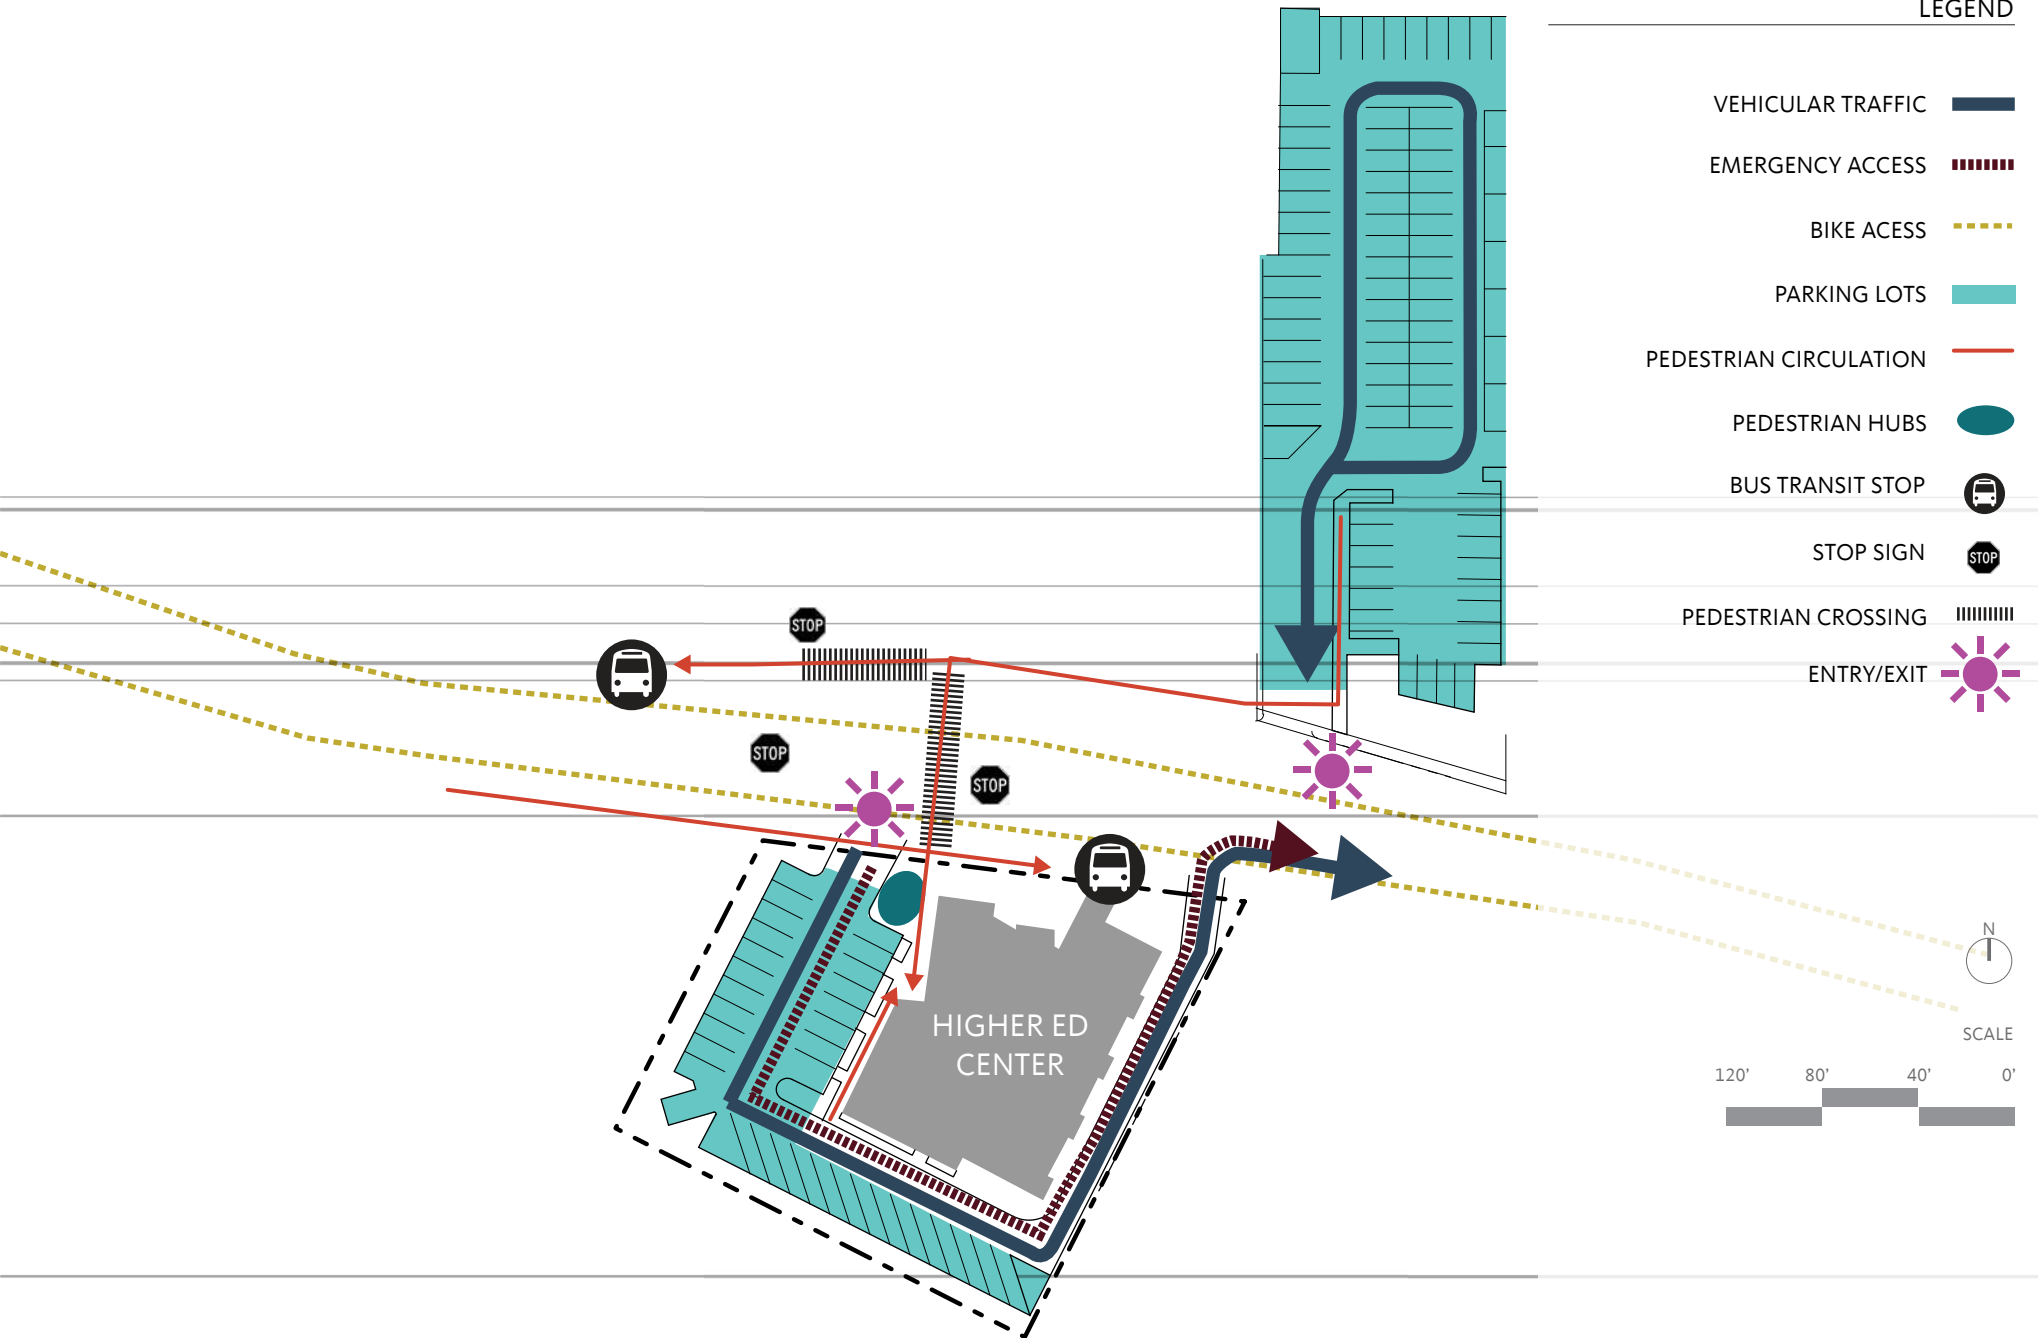 LEGEND
VEHICULAR TRAFFIC
EMERGENCY ACCESS
BIKE ACESS
PARKING LOTS
PEDESTRIAN CIRCULATION
PEDESTRIAN HUBS
BUS TRANSIT STOP
STOP SIGN
STOP
PEDESTRIAN CROSSING
ENTRY/EXIT
STOP
STOP
STOP
HIGHER ED
CENTER
N
SCALE
120' 80' 40' 0'